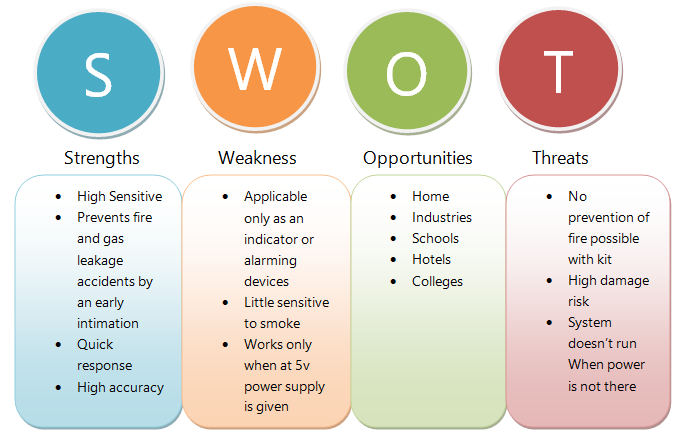 S
W
O
T
Strengths
Weakness
Opportunities
Threats
• High Sensitive
• Prevents fire
and gas
leakage
accidents by
an early
intimation
• Quick
response
• High accuracy
• Applicable
only as an
indicator or
alarming
devices
• Little sensitive
to smoke
• Works only
when at 5v
power supply
is given
• Home
• Industries
• Schools
• Hotels
• Colleges
• No
prevention of
fire possible
with kit
• High damage
risk
• System
doesn’t run
When power
is not there